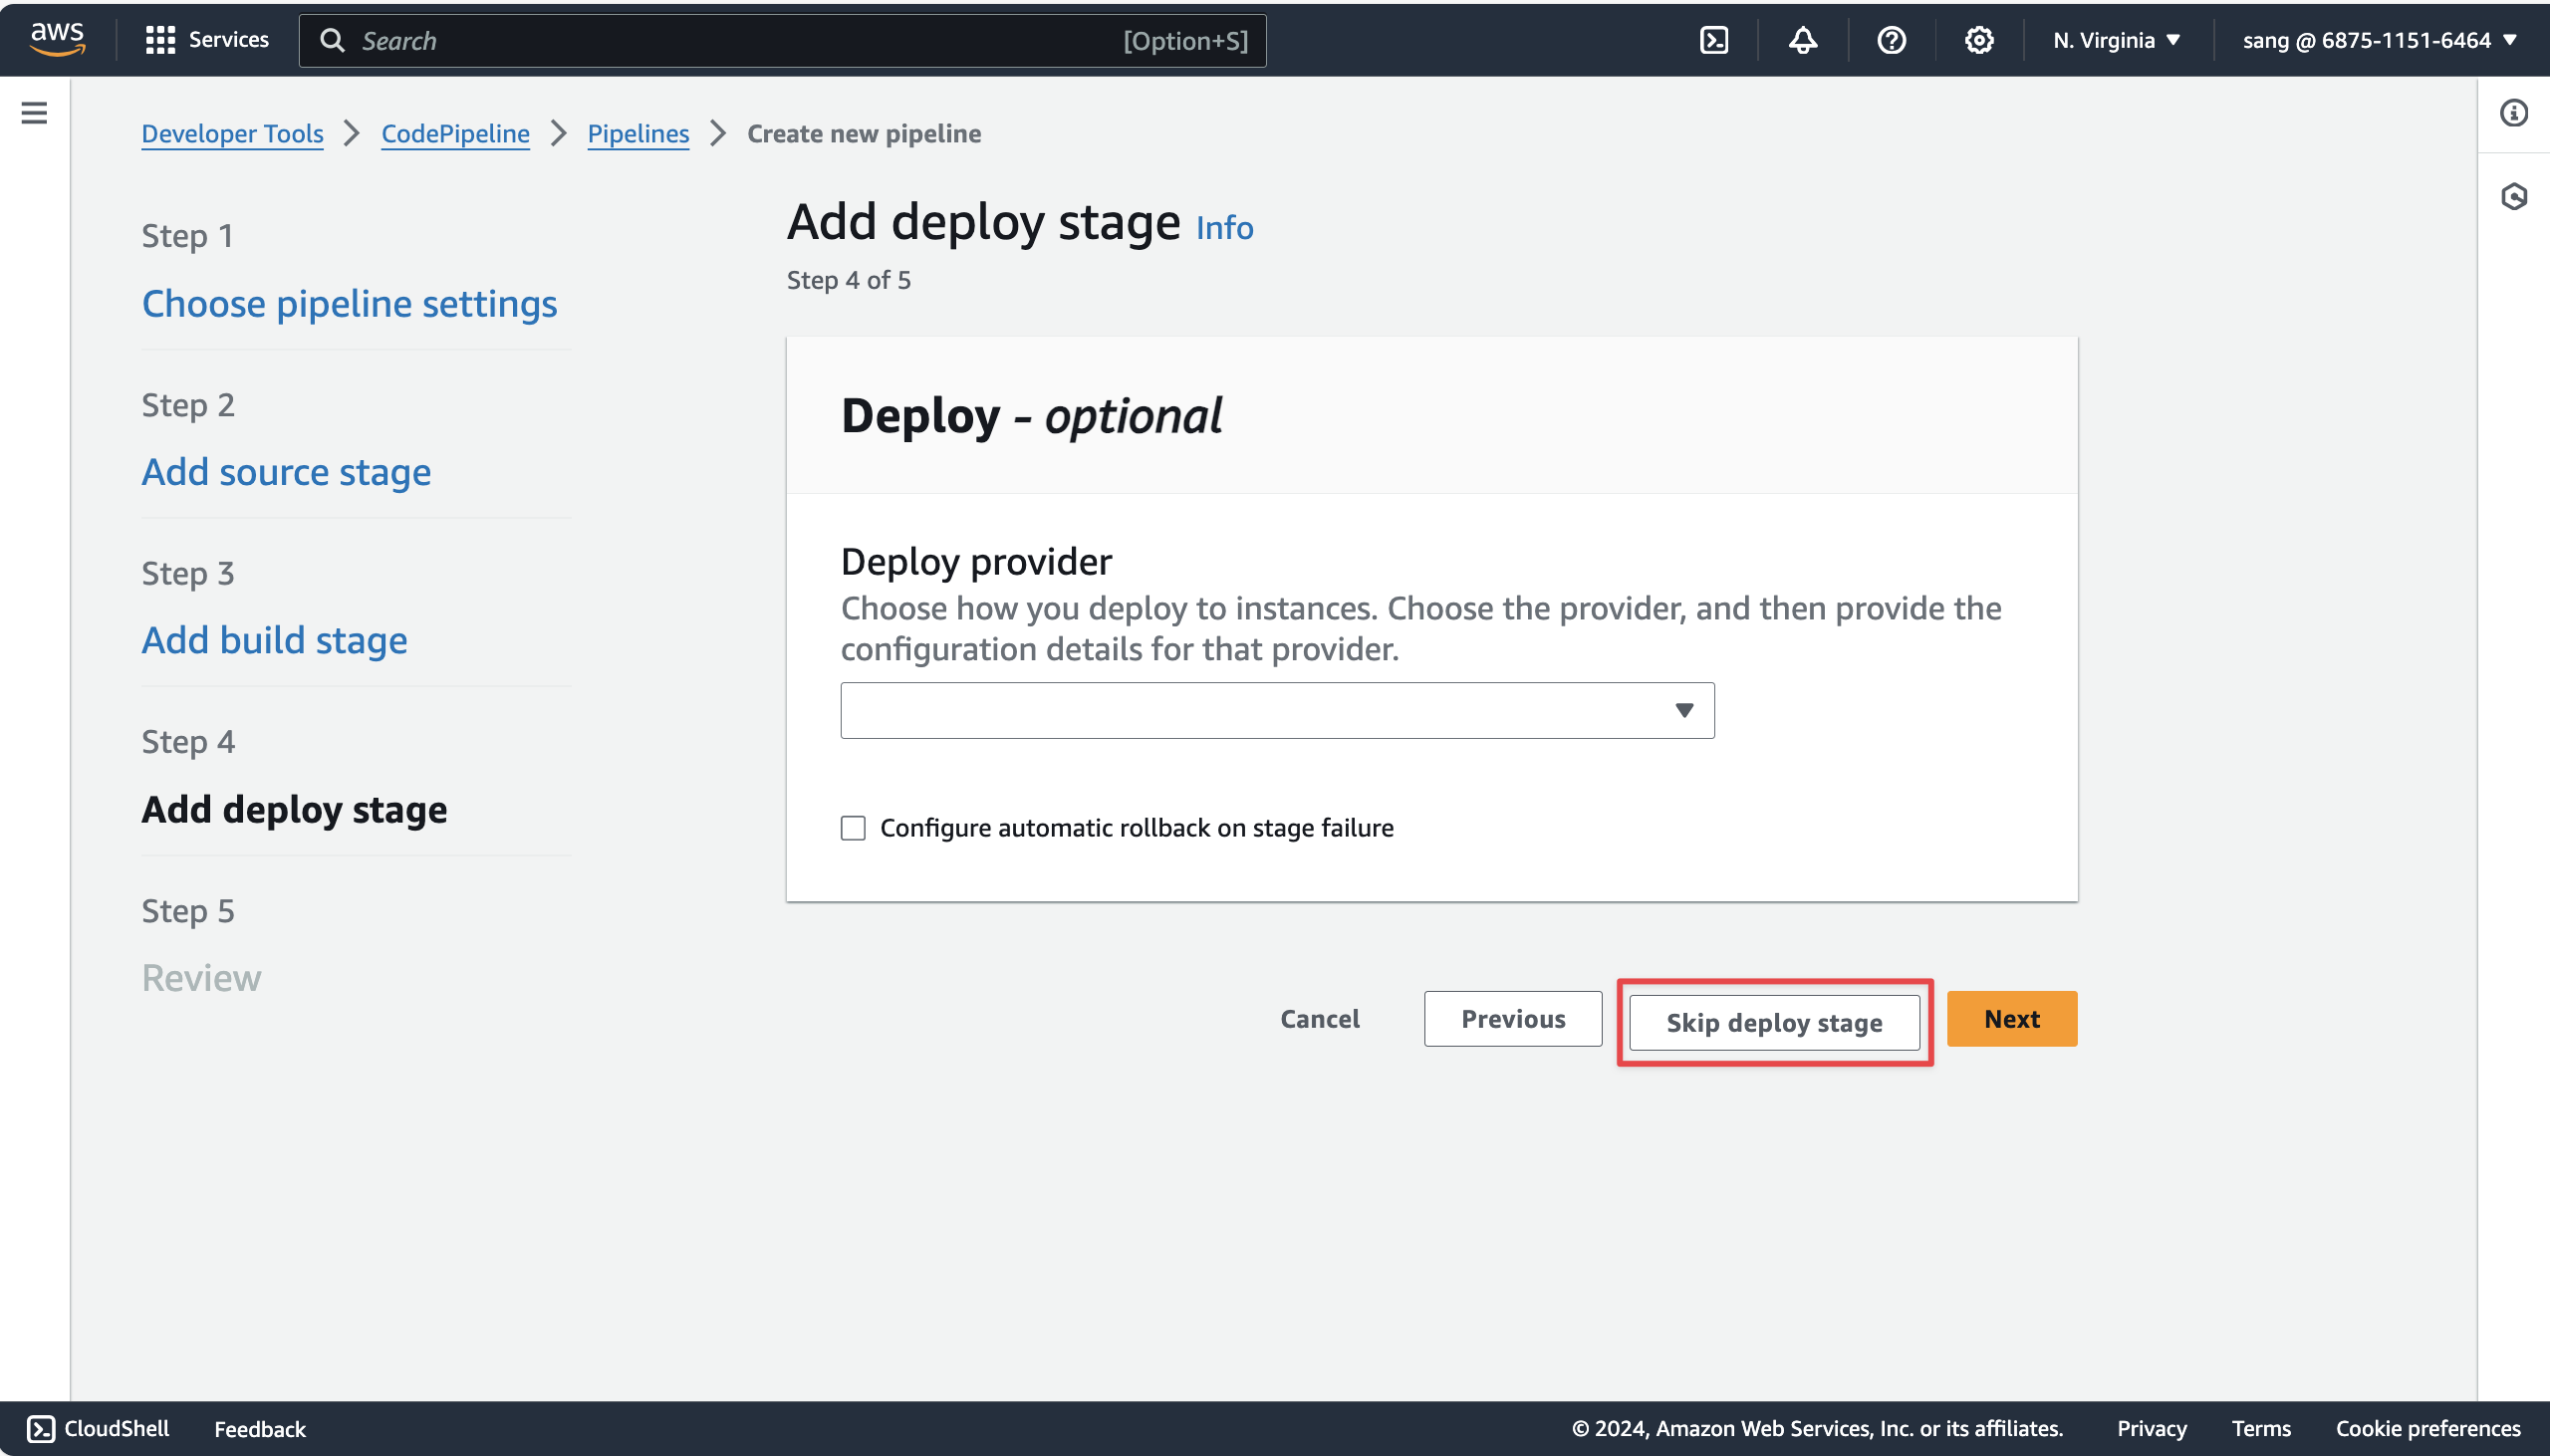 aws
Services
Search
[Option+S]
N. Virginia
sang @ 6875-1151-6464
Developer Tools
CodePipeline
Pipelines
Create new pipeline
Step 1
Choose pipeline settings
Step 2
Add source stage
Step 3
Add build stage
Step 4
Add deploy stage
Step 5
Review
Add deploy stage Info
Step 4 of 5
Deploy - optional
Deploy provider
Choose how you deploy to instances. Choose the provider, and then provide the
configuration details for that provider.
Configure automatic rollback on stage failure
Cancel
Previous
Skip deploy stage
Next
CloudShell
Feedback
© 2024, Amazon Web Services, Inc. or its affiliates.
Privacy
Terms
Cookie preferences